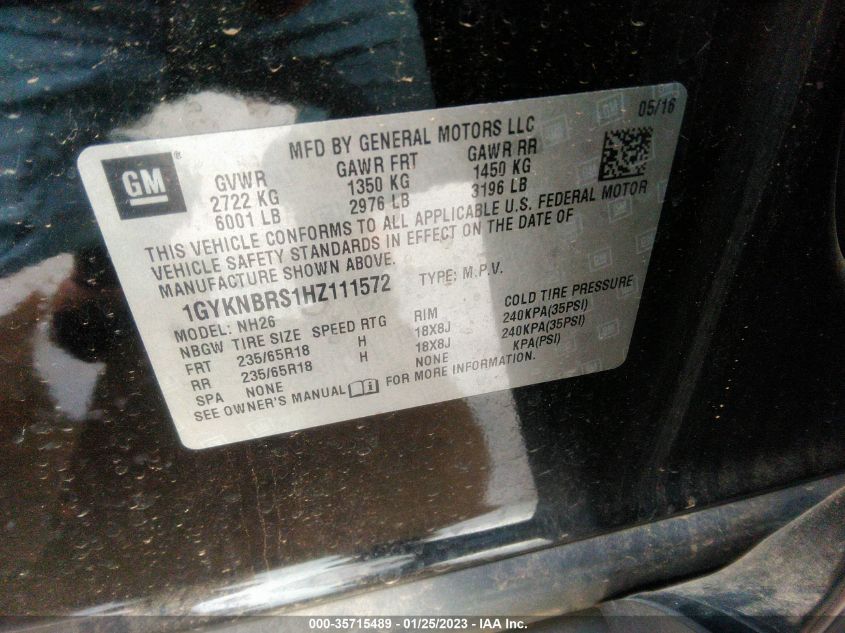 05/16
MFD BY GENERAL MOTORS LLC
GM ®
GVWR GAWR FRT GAWR RR
2722 KG 1350 KG 1450 KG
6001 LB 2976 LB 3196 LB
THIS VEHICLE CONFORMS TO ALL APPLICABLE U.S. FEDERAL MOTOR
VEHICLE SAFETY STANDARDS IN EFFECT ON THE DATE OF
MANUFACTURE SHOWN ABOVE.
1GYKNBRS1HZ111572 TYPE: M.P.V.
MODEL: NH26
NBGW TIRE SIZE SPEED RTG RIM COLD TIRE PRESSURE
FRT 235/65R18 H 18X8J 240KPA(35PSI)
RR 235/65R18 H 18X8J 240KPA(35PSI)
SPA NONE NONE KPA(PSI)
SEE OWNER'S MANUAL i FOR MORE INFORMATION.
000-35715489 - 01/25/2023 - IAA Inc.